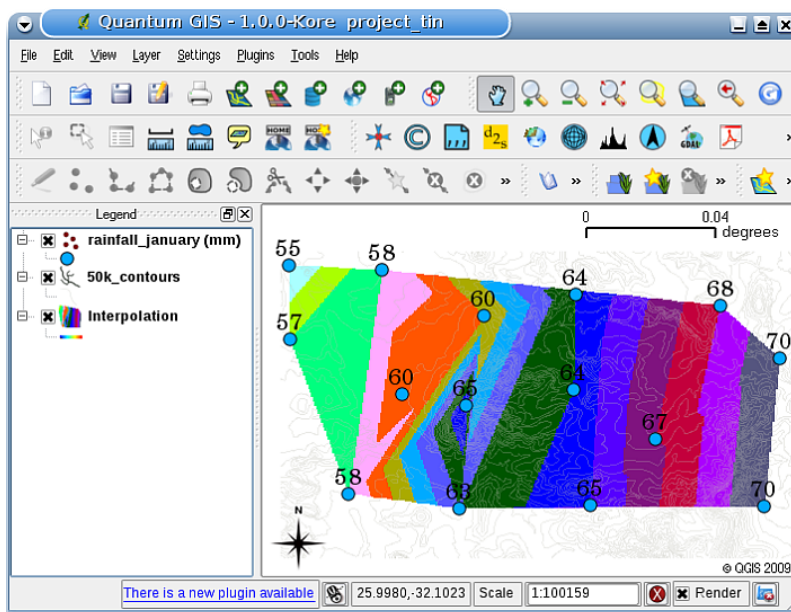 Quantum GIS - 1.0.0-Kore project_tin
File Edit View Layer Settings Plugins Tools Help
HOME
d2s
GDAL
Legend
rainfall_january (mm)
50k_contours
Interpolation
0 0.04
degrees
55
58
64
68
60
57
70
60
65
64
67
58
63
65
70
N
© QGIS 2009
There is a new plugin available 25.9980,-32.1023 Scale 1:100159 Render